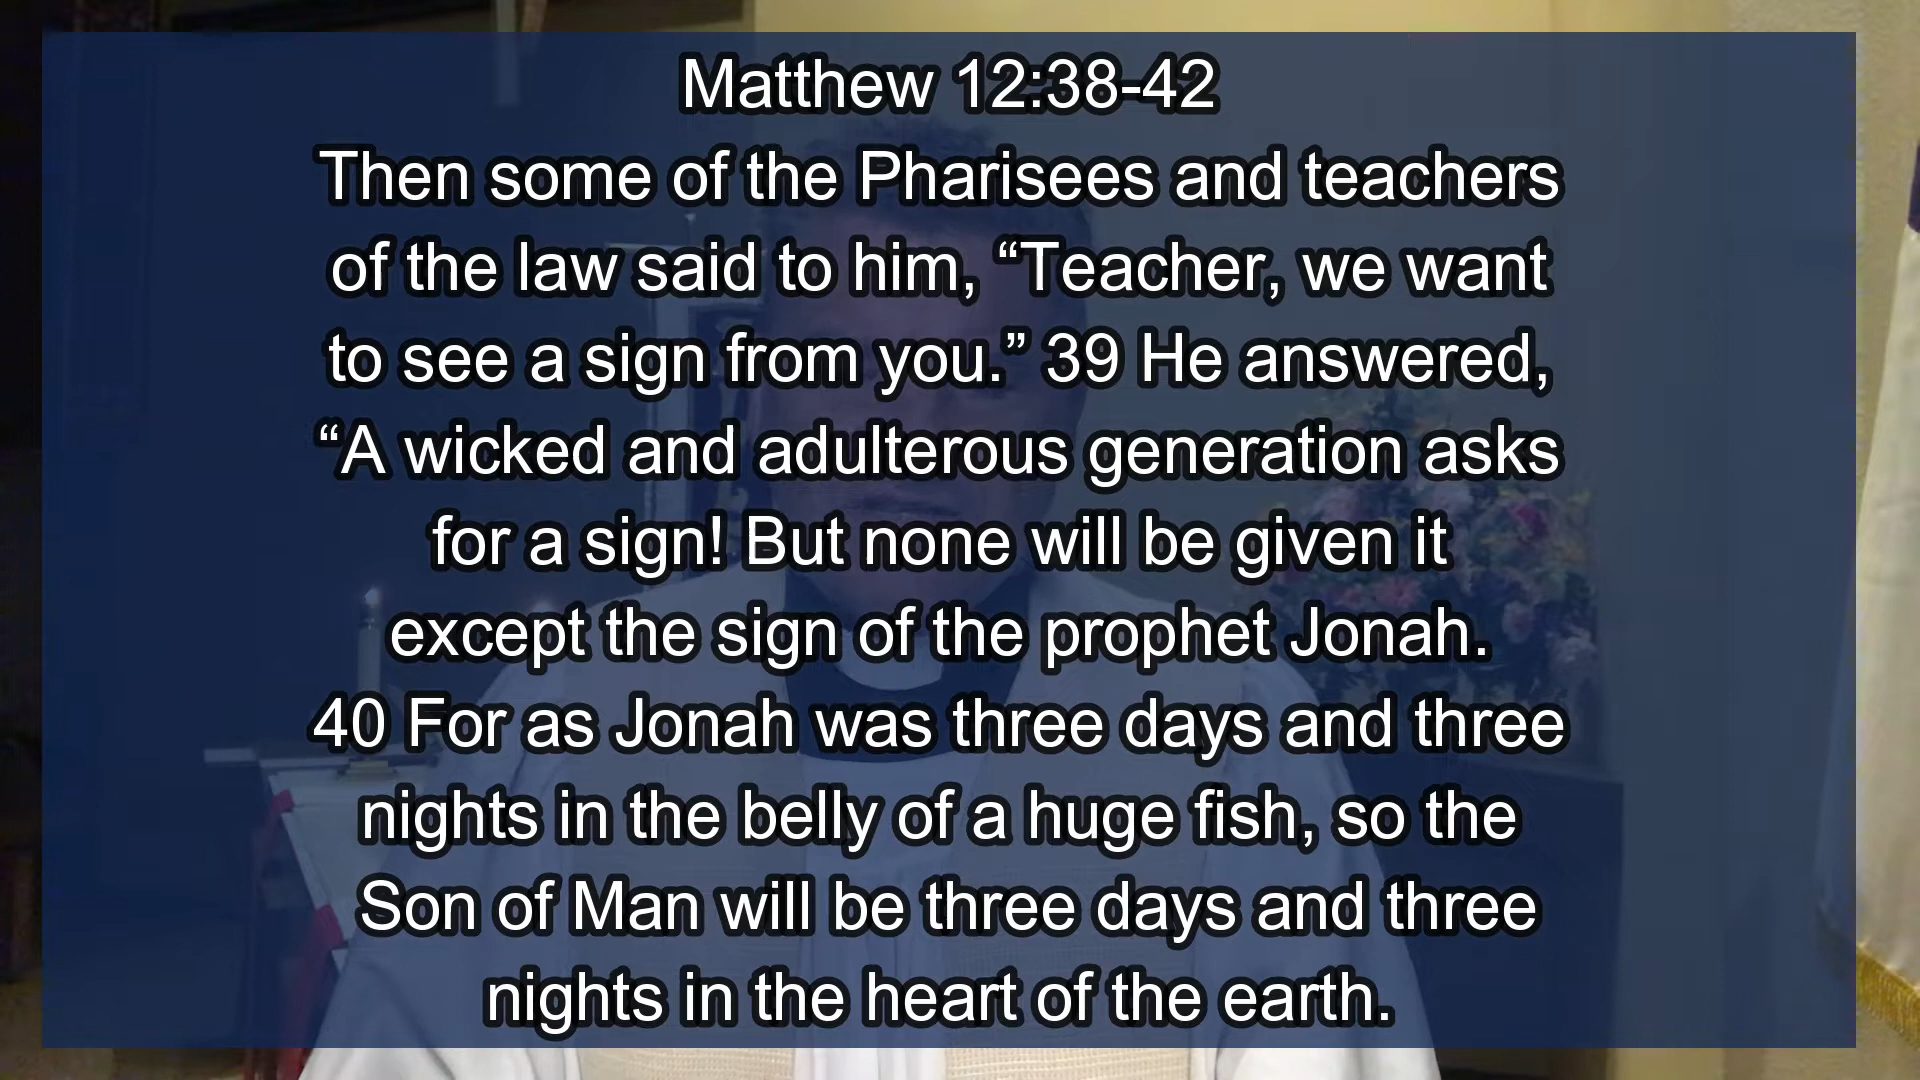 Matthew 12:38-42
Then some of the Pharisees and teachers
of the law said to him, “Teacher, we want
to see a sign from you.” 39 He answered,
“A wicked and adulterous generation asks
for a sign! But none will be given it
except the sign of the prophet Jonah.
40 For as Jonah was three days and three
nights in the belly of a huge fish, so the
Son of Man will be three days and three
nights in the heart of the earth.